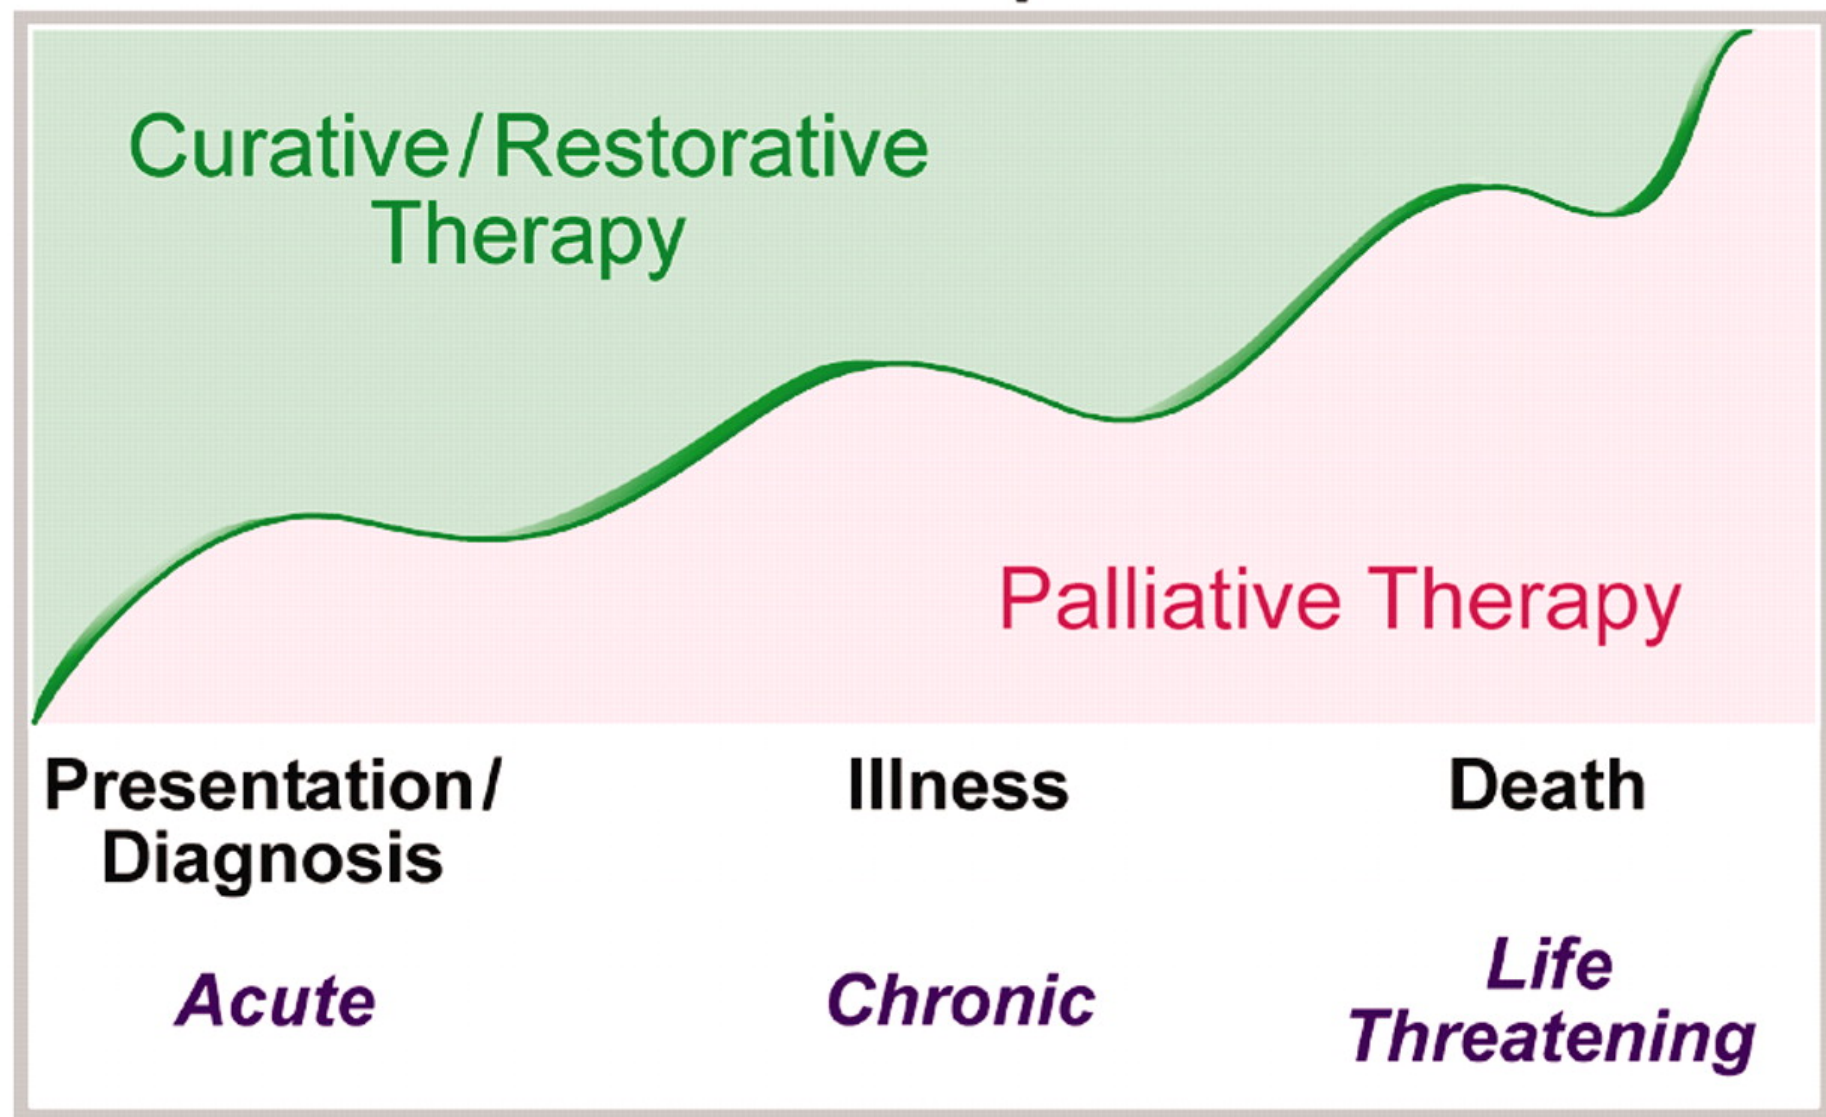 Curative/Restorative
Therapy
Palliative Therapy
Presentation/
Diagnosis
Illness
Death
Acute
Chronic
Life
Threatening